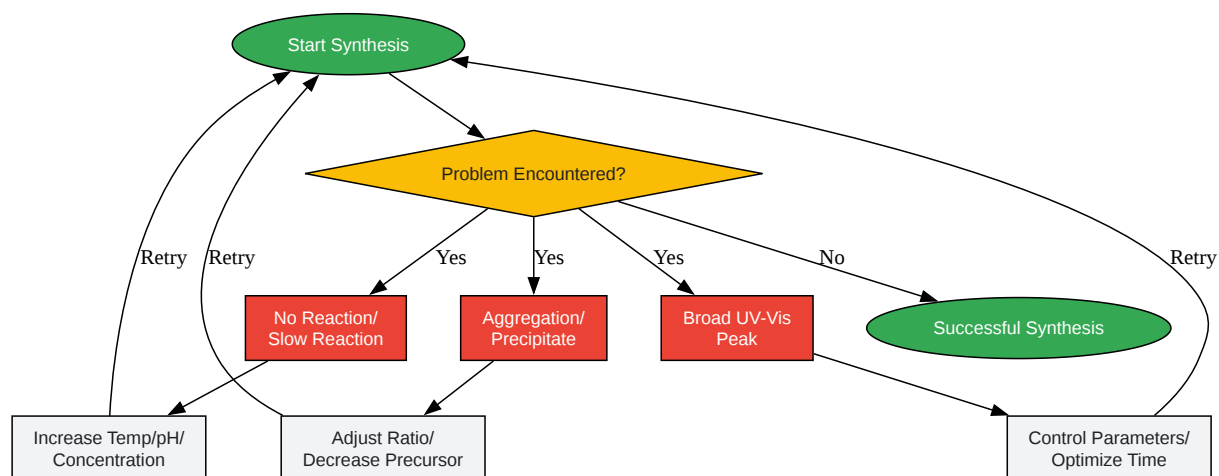 Start Synthesis
Problem Encountered?
Retry
Retry
Yes
Yes
Yes
No
Retry
No Reaction/
Slow Reaction
Aggregation/
Precipitate
Broad UV-Vis
Peak
Successful Synthesis
Increase Temp/pH/
Concentration
Adjust Ratio/
Decrease Precursor
Control Parameters/
Optimize Time